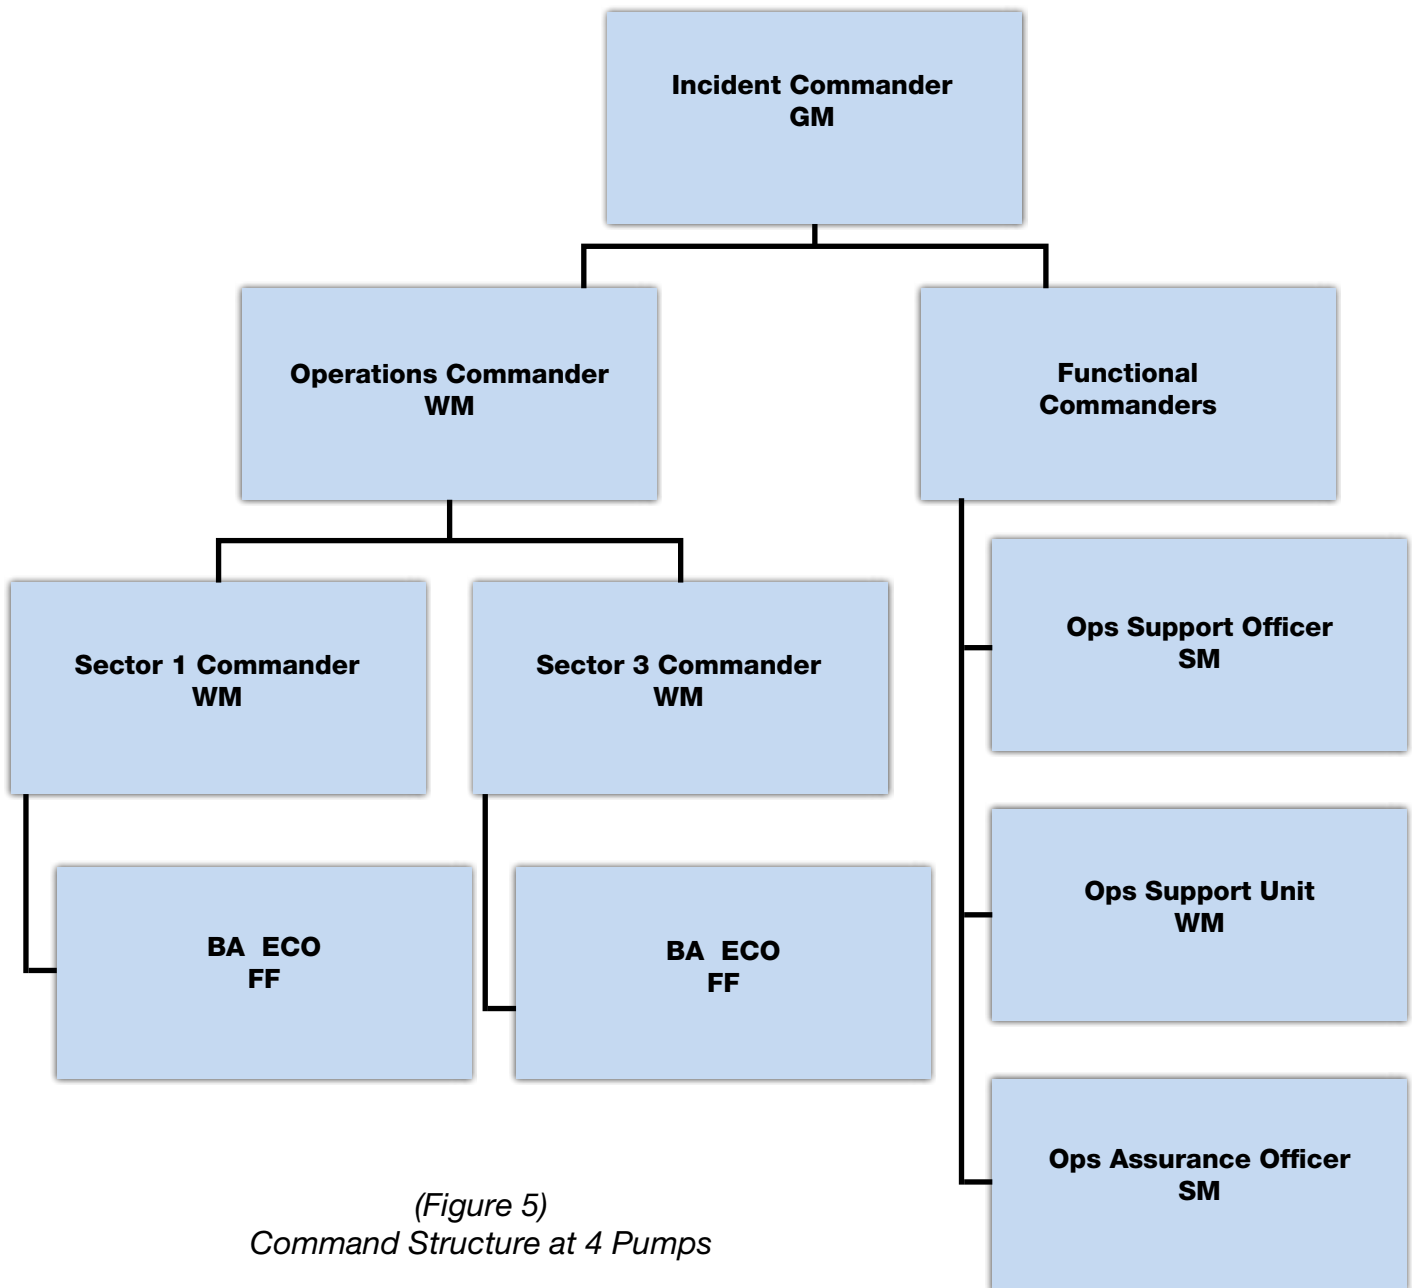 Incident Commander
GM
Operations Commander
WM
Functional
Commanders
Sector 1 Commander
WM
Sector 3 Commander
WM
BA  ECO
FF
BA  ECO
FF
Ops Support Officer
SM
Ops Support Unit
WM
Ops Assurance Officer
SM
(Figure 5)
Command Structure at 4 Pumps